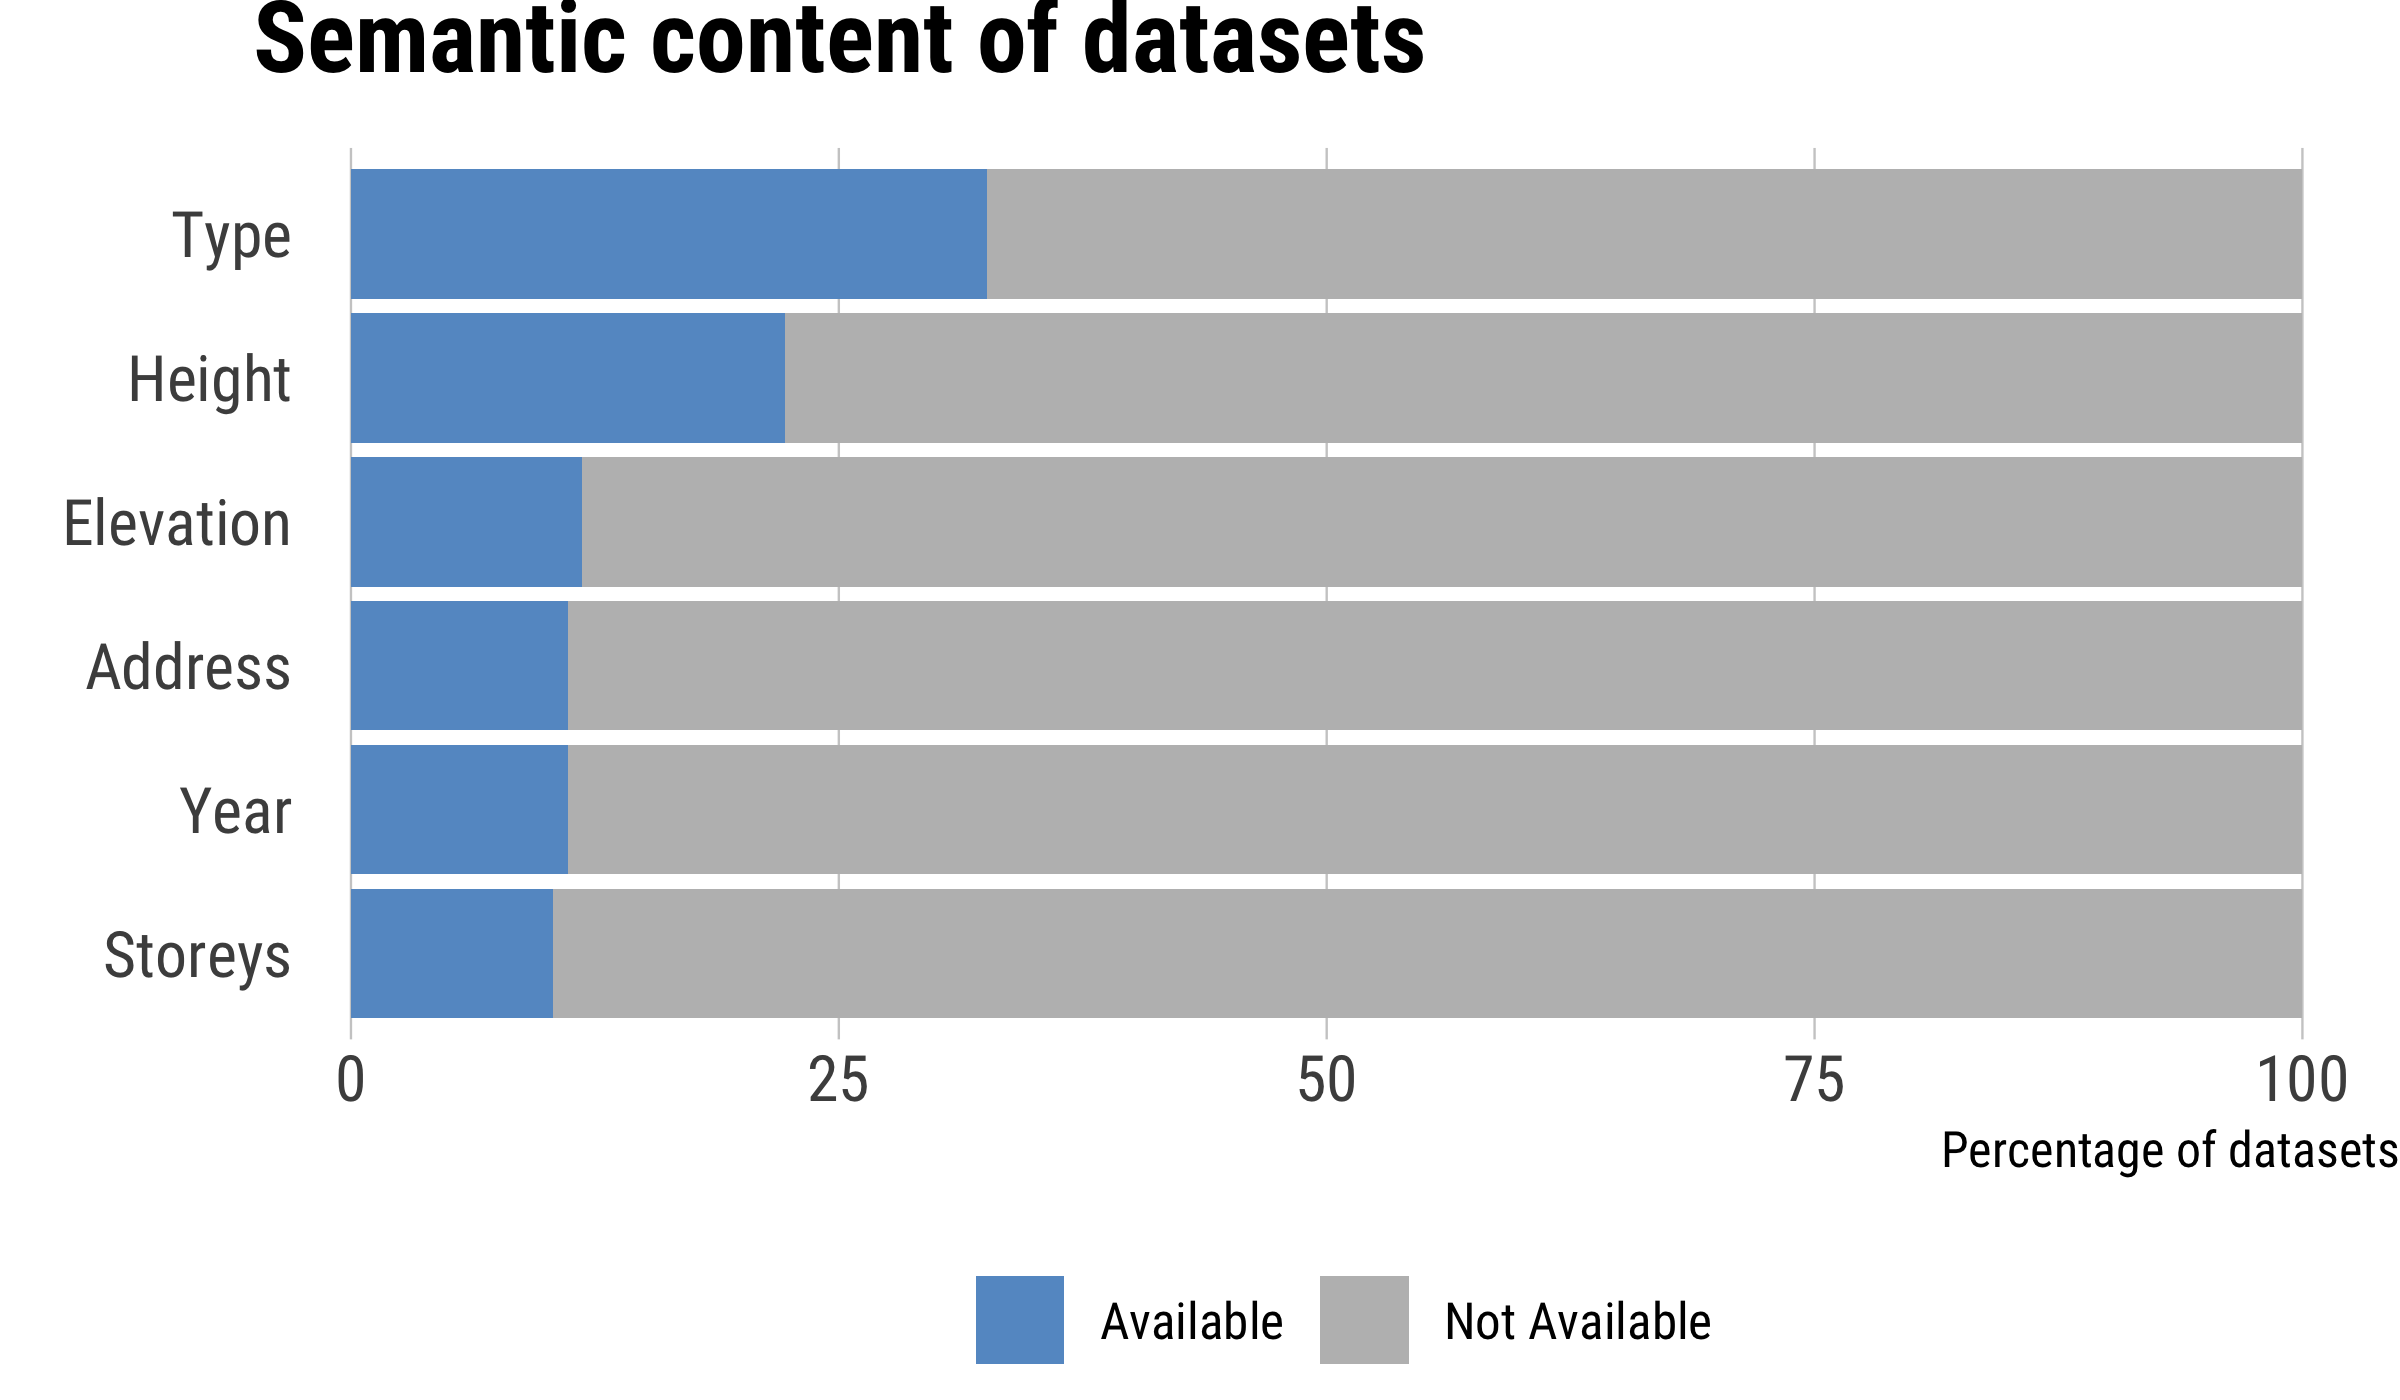 Semantic content of datasets
Type
Height
Elevation
Address
Year
Storeys
0 25 50 75 100
Percentage of datasets
Available Not Available